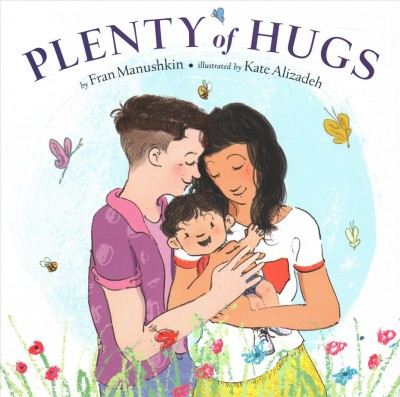 PLENTY of HUGS
by Fran Manushkin • illustrated by Kate Alizadeh